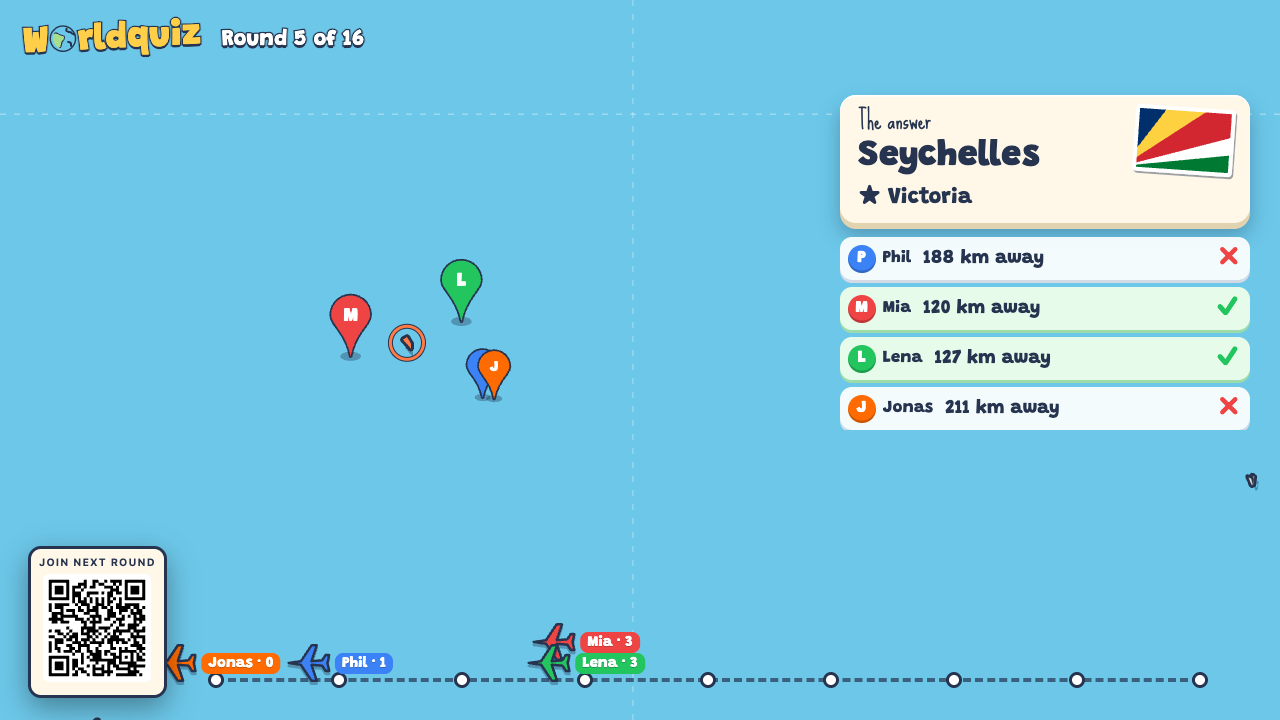 Worldquiz
Round 5 of 16
The answer
Seychelles
Victoria
P Phil 188 km away
M Mia 120 km away
L Lena 127 km away
J Jonas 211 km away
M
L
J
JOIN NEXT ROUND
Mia · 3
Jonas · 0
Phil · 1
Lena · 3